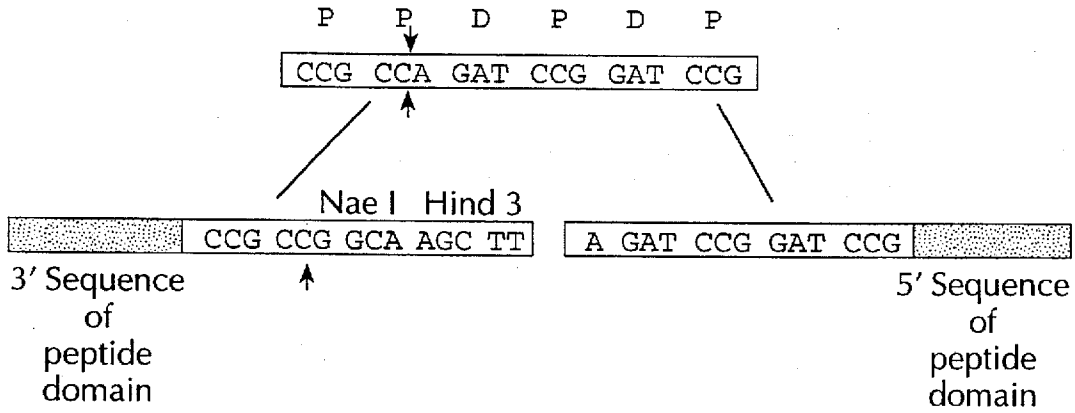 P P D P D P
CCG CCA GAT CCG GAT CCG
Nae I Hind 3
CCG CCG GCA AGC TT
A GAT CCG GAT CCG
3′ Sequence
of
peptide
domain
5′ Sequence
of
peptide
domain